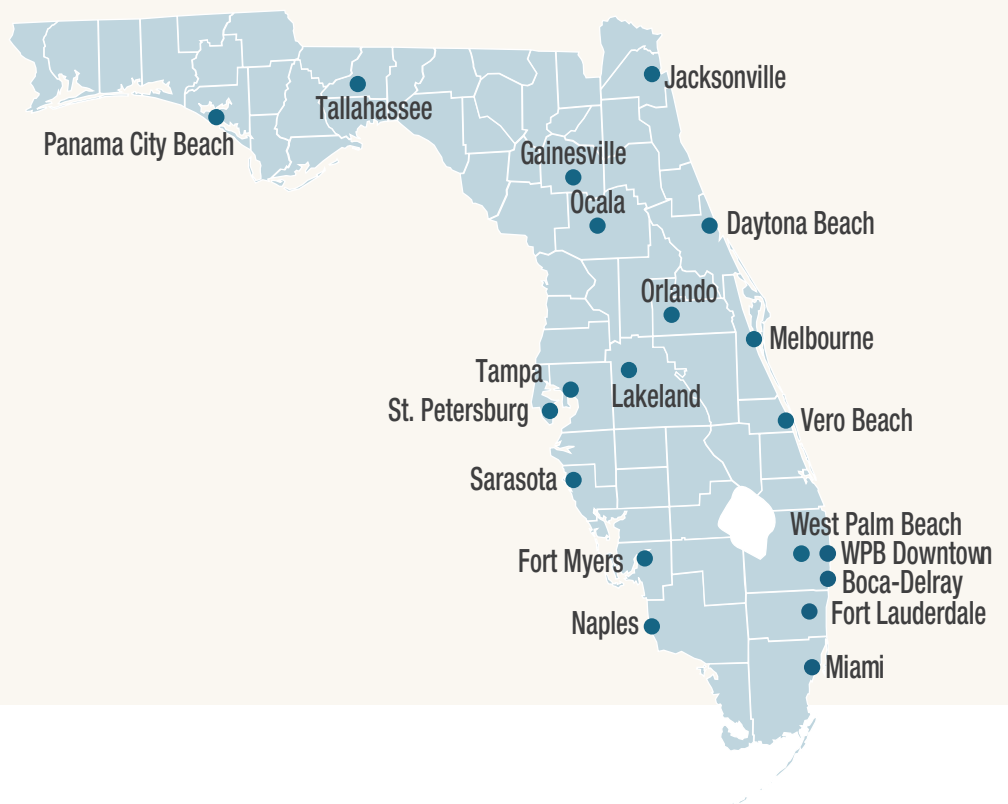 Jacksonville
Tallahassee
Panama City Beach
Gainesville
Ocala
Daytona Beach
Orlando
Melbourne
Tampa
Lakeland
St. Petersburg
Vero Beach
Sarasota
West Palm Beach
WPB Downtown
Fort Myers
Boca-Delray
Fort Lauderdale
Naples
Miami